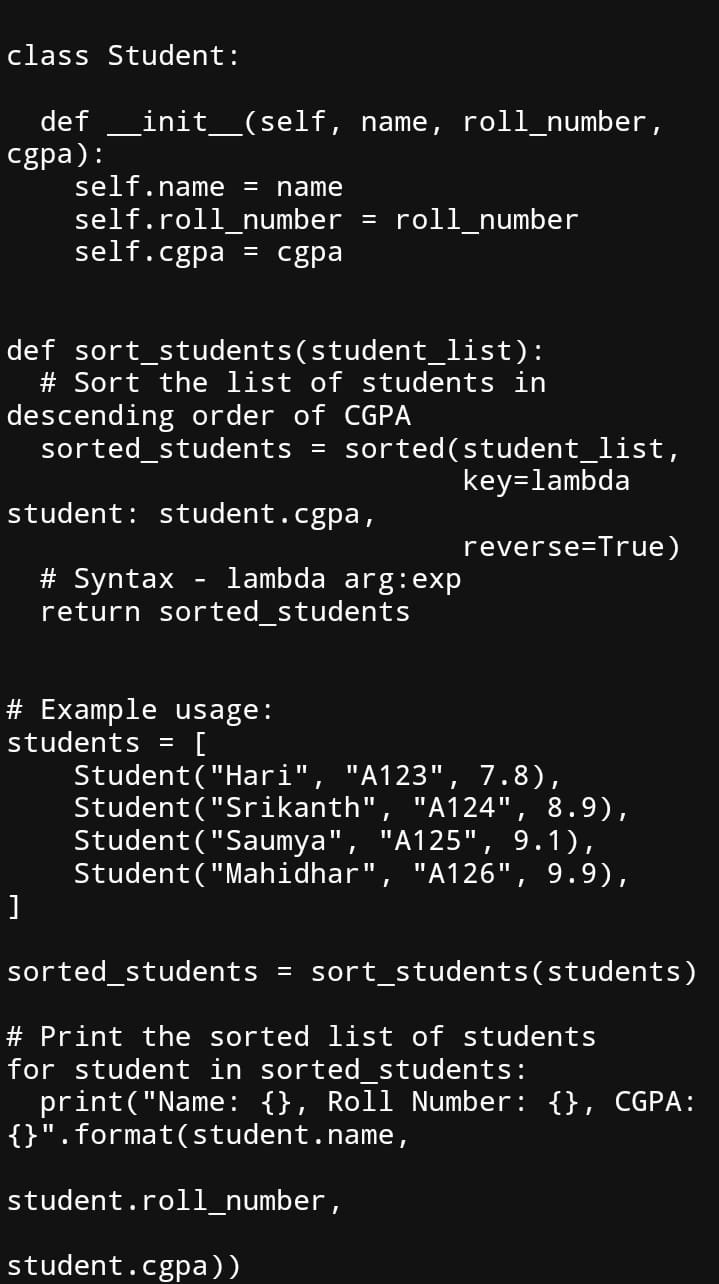 class Student:

  def __init__(self, name, roll_number,
cgpa):
    self.name = name
    self.roll_number = roll_number
    self.cgpa = cgpa


def sort_students(student_list):
  # Sort the list of students in
descending order of CGPA
  sorted_students = sorted(student_list,
                           key=lambda
student: student.cgpa,
                           reverse=True)
  # Syntax - lambda arg:exp
  return sorted_students


# Example usage:
students = [
    Student("Hari", "A123", 7.8),
    Student("Srikanth", "A124", 8.9),
    Student("Saumya", "A125", 9.1),
    Student("Mahidhar", "A126", 9.9),
]

sorted_students = sort_students(students)

# Print the sorted list of students
for student in sorted_students:
  print("Name: {}, Roll Number: {}, CGPA:
{}".format(student.name,

student.roll_number,

student.cgpa))